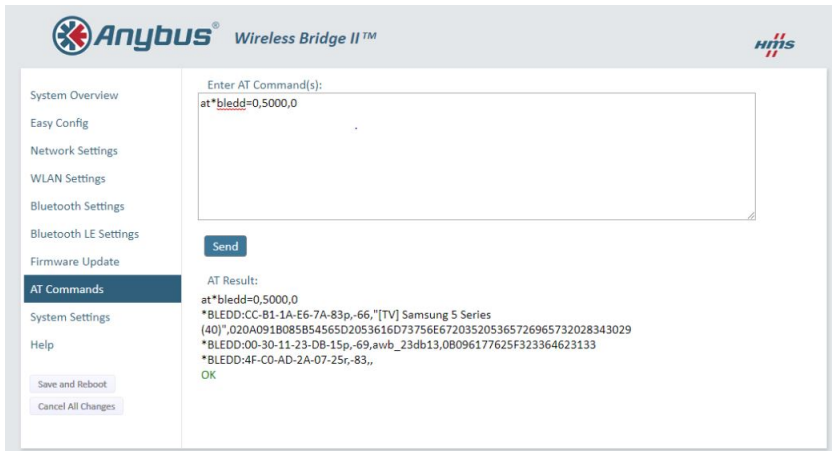 Anybus® Wireless Bridge II™
HMS
System Overview
Easy Config
Network Settings
WLAN Settings
Bluetooth Settings
Bluetooth LE Settings
Firmware Update
AT Commands
System Settings
Help
Save and Reboot
Cancel All Changes
Enter AT Command(s):
at*bledd=0,5000,0
Send
AT Result:
at*bledd=0,5000,0
*BLEDD:CC-B1-1A-E6-7A-83p,-66,"[TV] Samsung 5 Series
(40)",020A091B085B54565D2053616D73756E67203520536572696573202834 3029
*BLEDD:00-30-11-23-DB-15p,-69,awb_23db13,0B096177625F323364623133
*BLEDD:4F-C0-AD-2A-07-25r,-83,,
OK